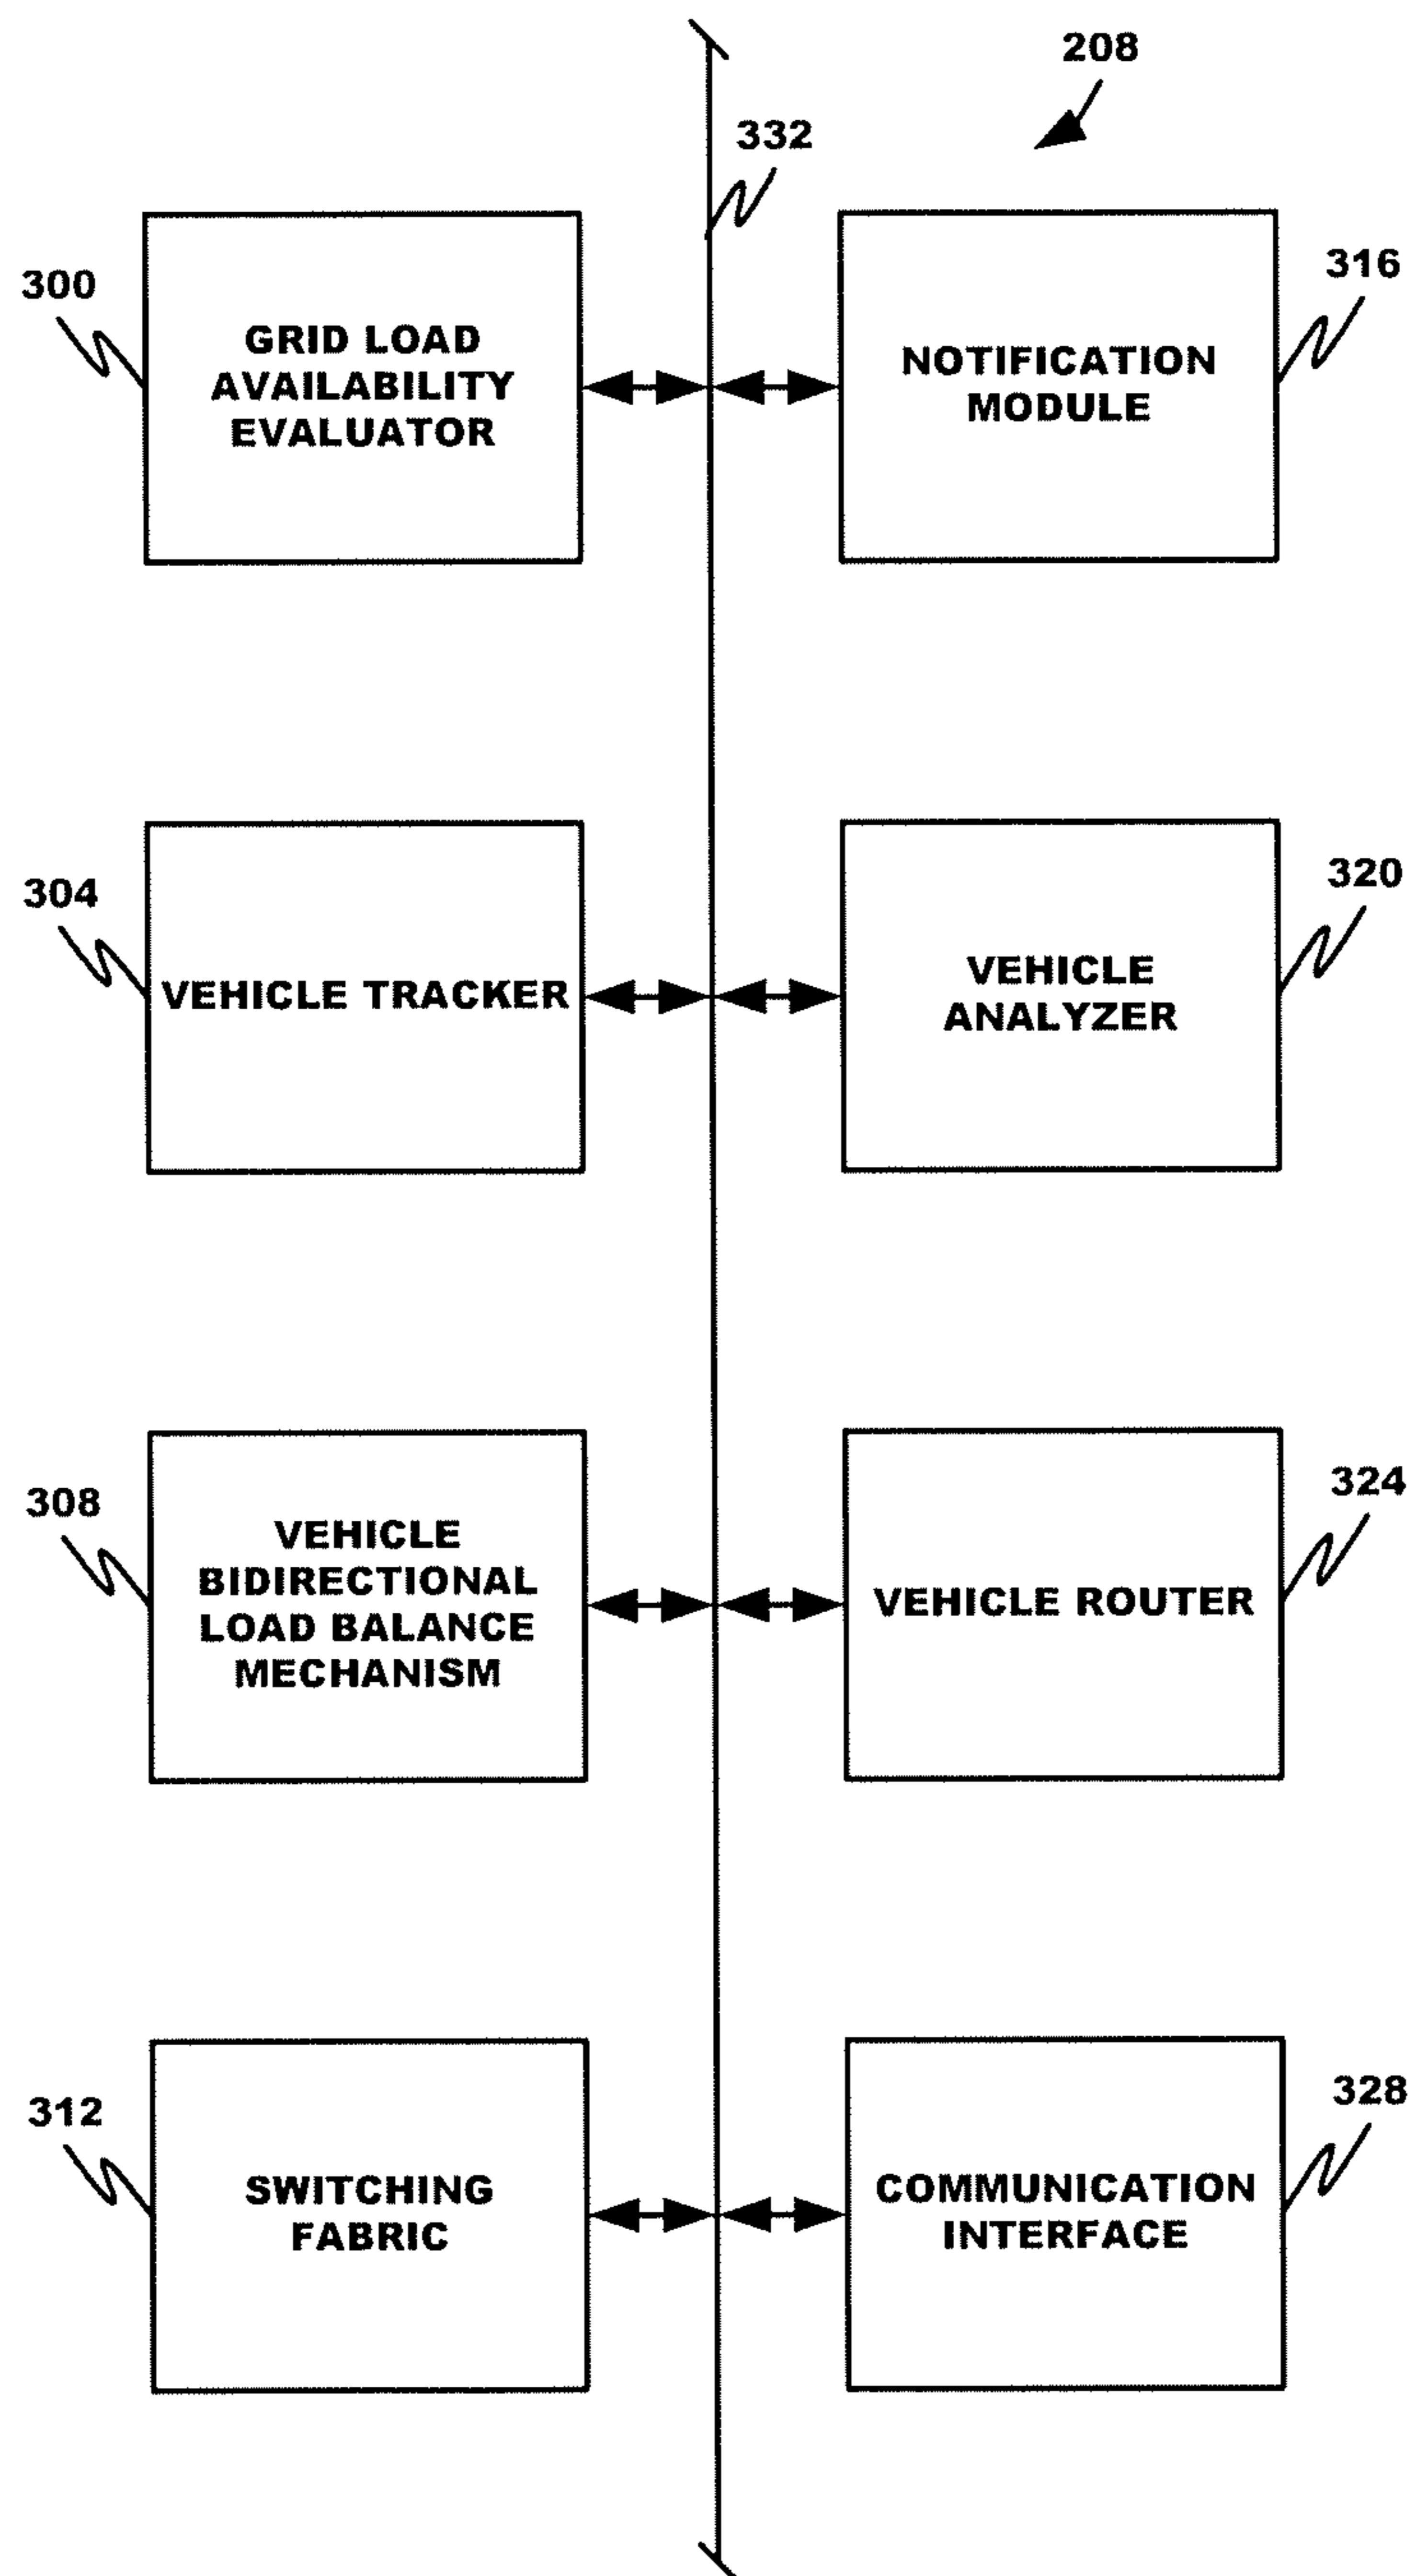 208
332
300
GRID LOAD
AVAILABILITY
EVALUATOR
316
NOTIFICATION
MODULE
304
VEHICLE TRACKER
320
VEHICLE
ANALYZER
308
VEHICLE
BIDIRECTIONAL
LOAD BALANCE
MECHANISM
324
VEHICLE ROUTER
312
SWITCHING
FABRIC
328
COMMUNICATION
INTERFACE